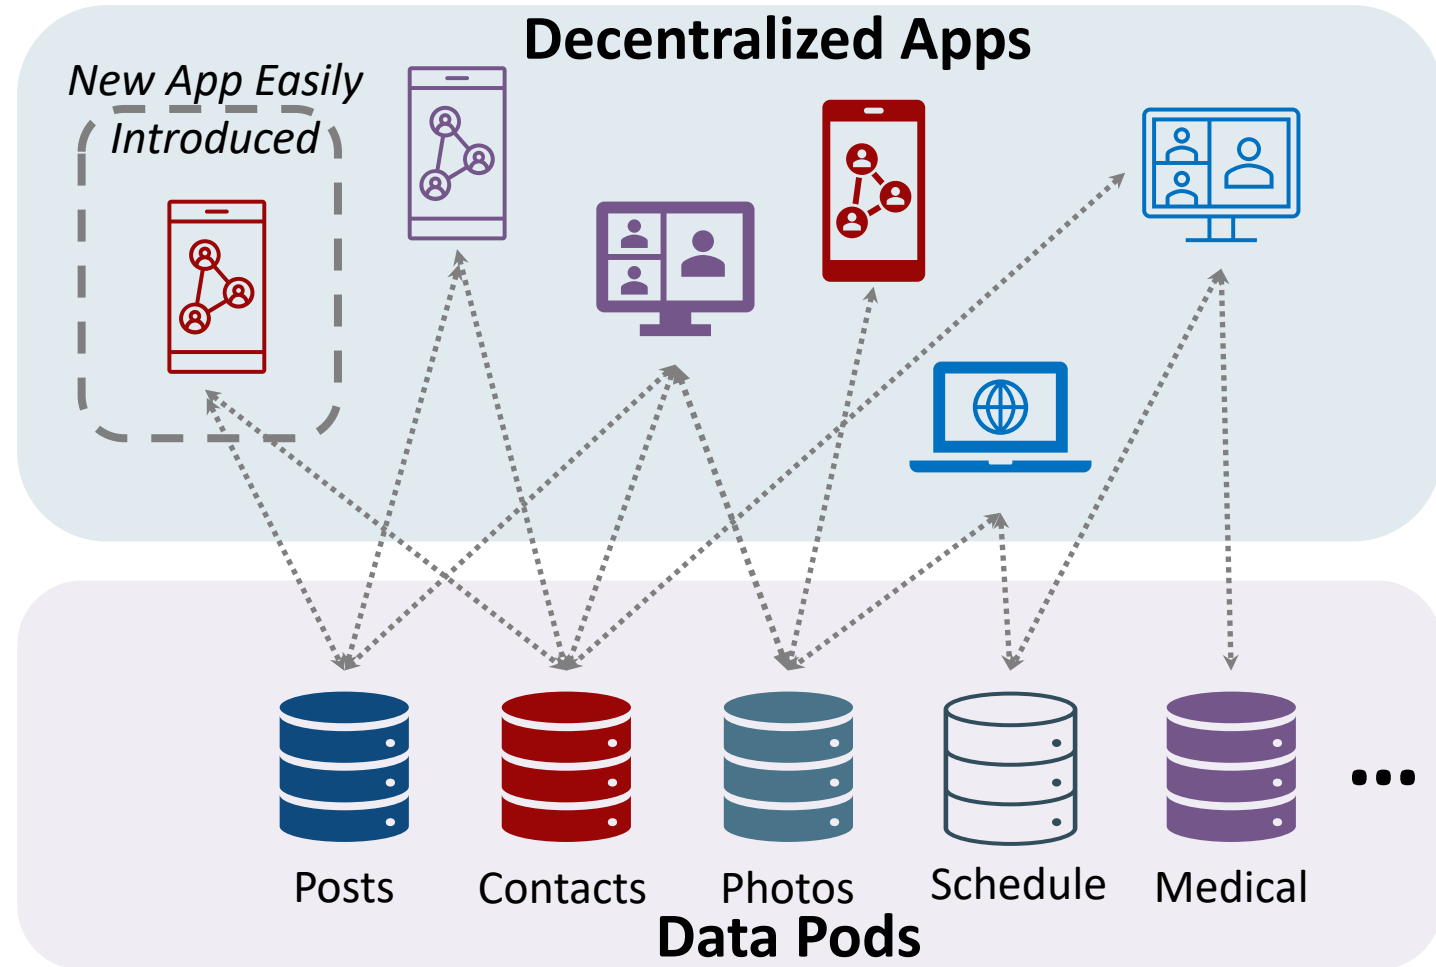 Decentralized Apps
New App Easily
Introduced
Posts
Contacts
Photos
Schedule
Medical
...
Data Pods